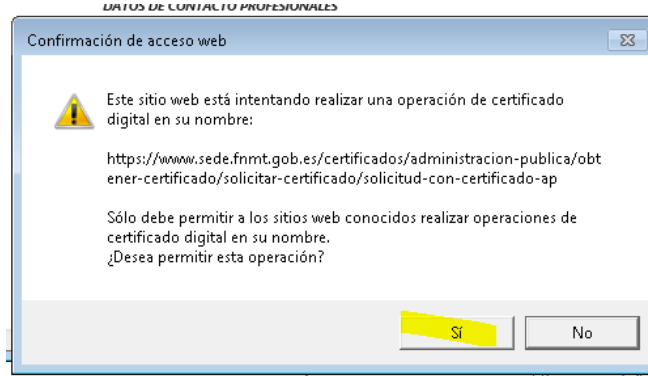 DATOS DE CONTACTO PROFESIONALES
Confirmación de acceso web
Este sitio web está intentando realizar una operación de certificado
digital en su nombre:
https://www.sede.fnmt.gob.es/certificados/administracion-publica/obt
ener-certificado/solicitar-certificado/solicitud-con-certificado-ap
Sólo debe permitir a los sitios web conocidos realizar operaciones de
certificado digital en su nombre.
¿Desea permitir esta operación?
Sí
No